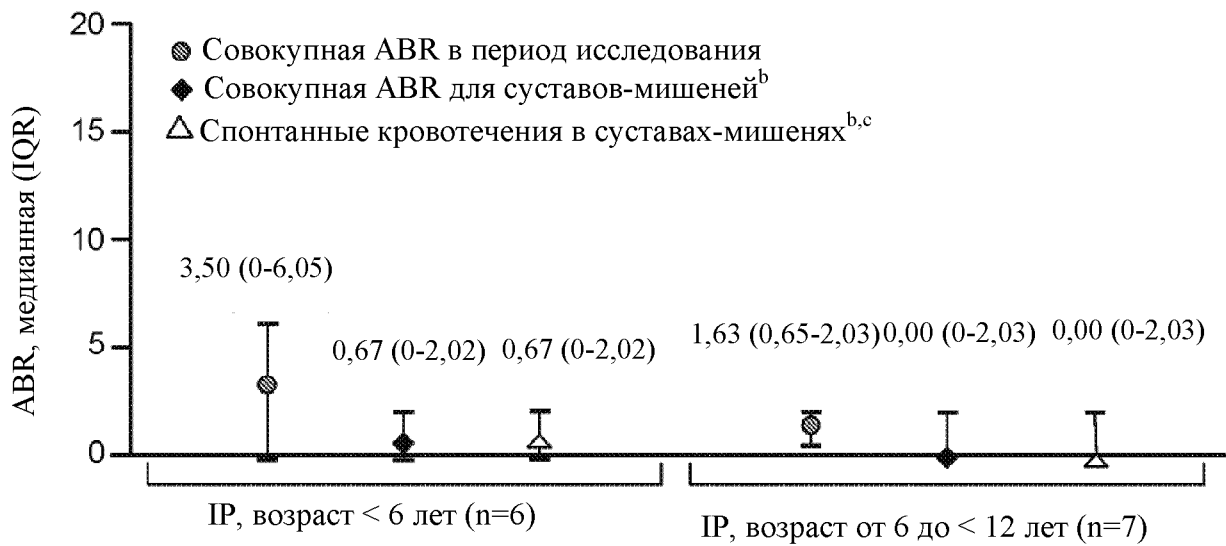 20
15
10
5
0
ABR, медианная (IQR)
Совокупная ABR в период исследования
Совокупная ABR для суставов-мишеней^b
Спонтанные кровотечения в суставах-мишенях^b,c
3,50 (0-6,05)
0,67 (0-2,02) 0,67 (0-2,02)
1,63 (0,65-2,03) 0,00 (0-2,03) 0,00 (0-2,03)
IP, возраст < 6 лет (n=6)
IP, возраст от 6 до < 12 лет (n=7)